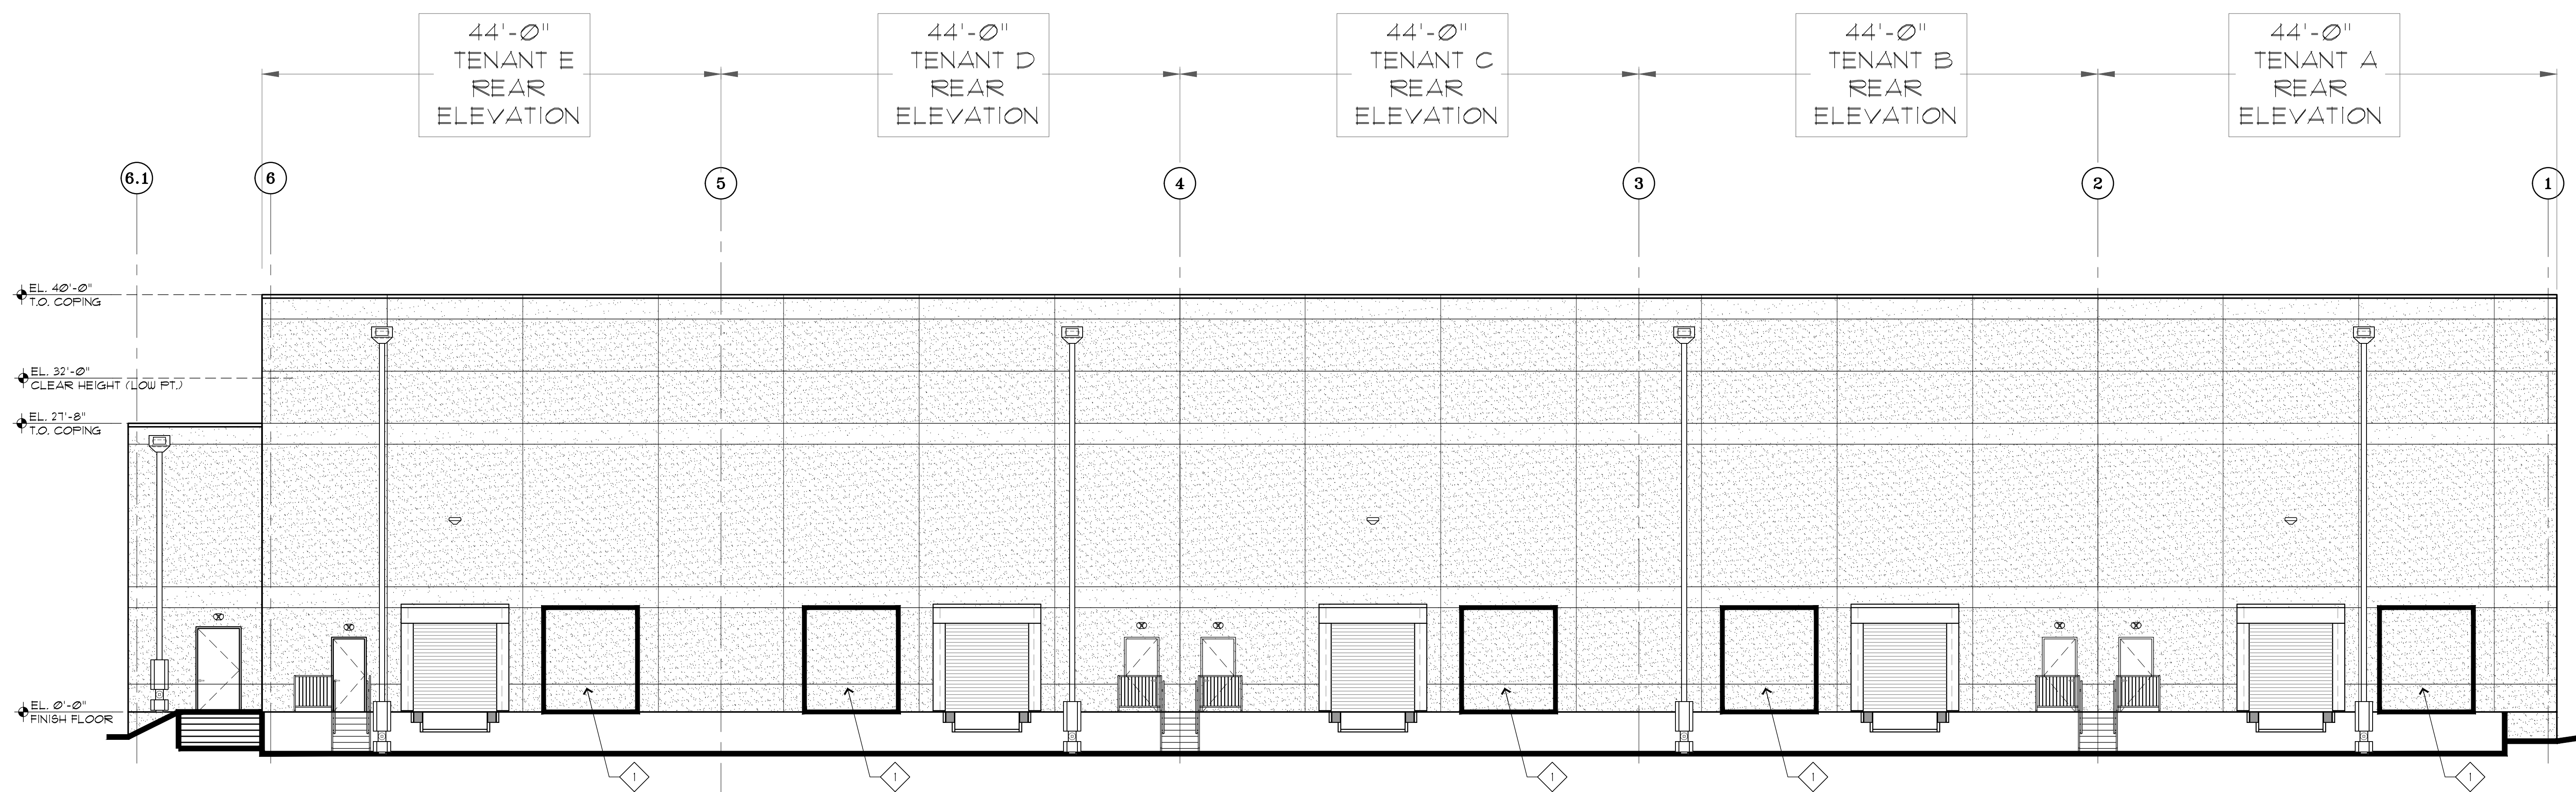 44'-0"
TENANT E
REAR
ELEVATION
44'-0"
TENANT D
REAR
ELEVATION
44'-0"
TENANT C
REAR
ELEVATION
44'-0"
TENANT B
REAR
ELEVATION
44'-0"
TENANT A
REAR
ELEVATION
6.1
6
5
4
3
2
1
EL. 40'-0"
T.O. COPING
EL. 32'-0"
CLEAR HEIGHT (LOW PT.)
EL. 27'-8"
T.O. COPING
EL. 0'-0"
FINISH FLOOR
1
1
1
1
1